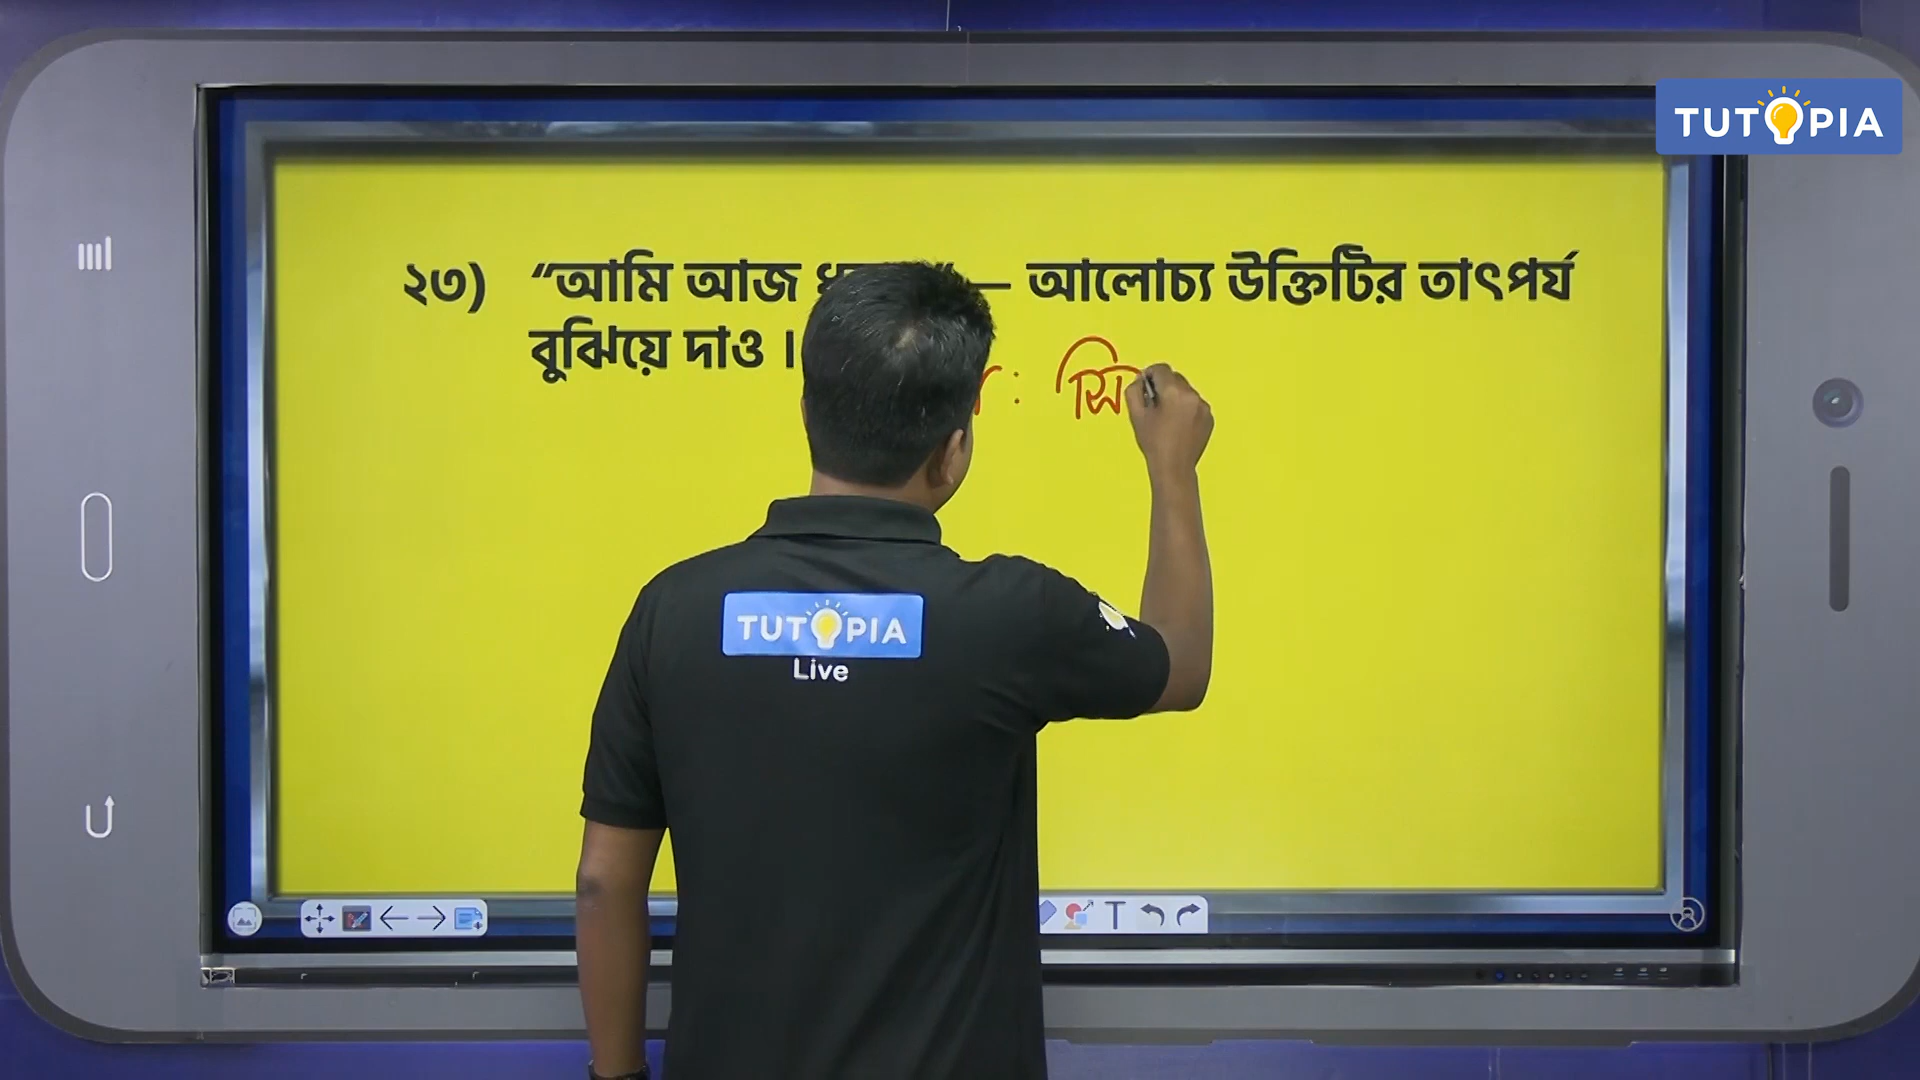 TUTOPIA
২৩) “আমি আজ — আলোচ্য উক্তিটির তাৎপর্য
বুঝিয়ে দাও ।
: সি
TUTOPIA
Live